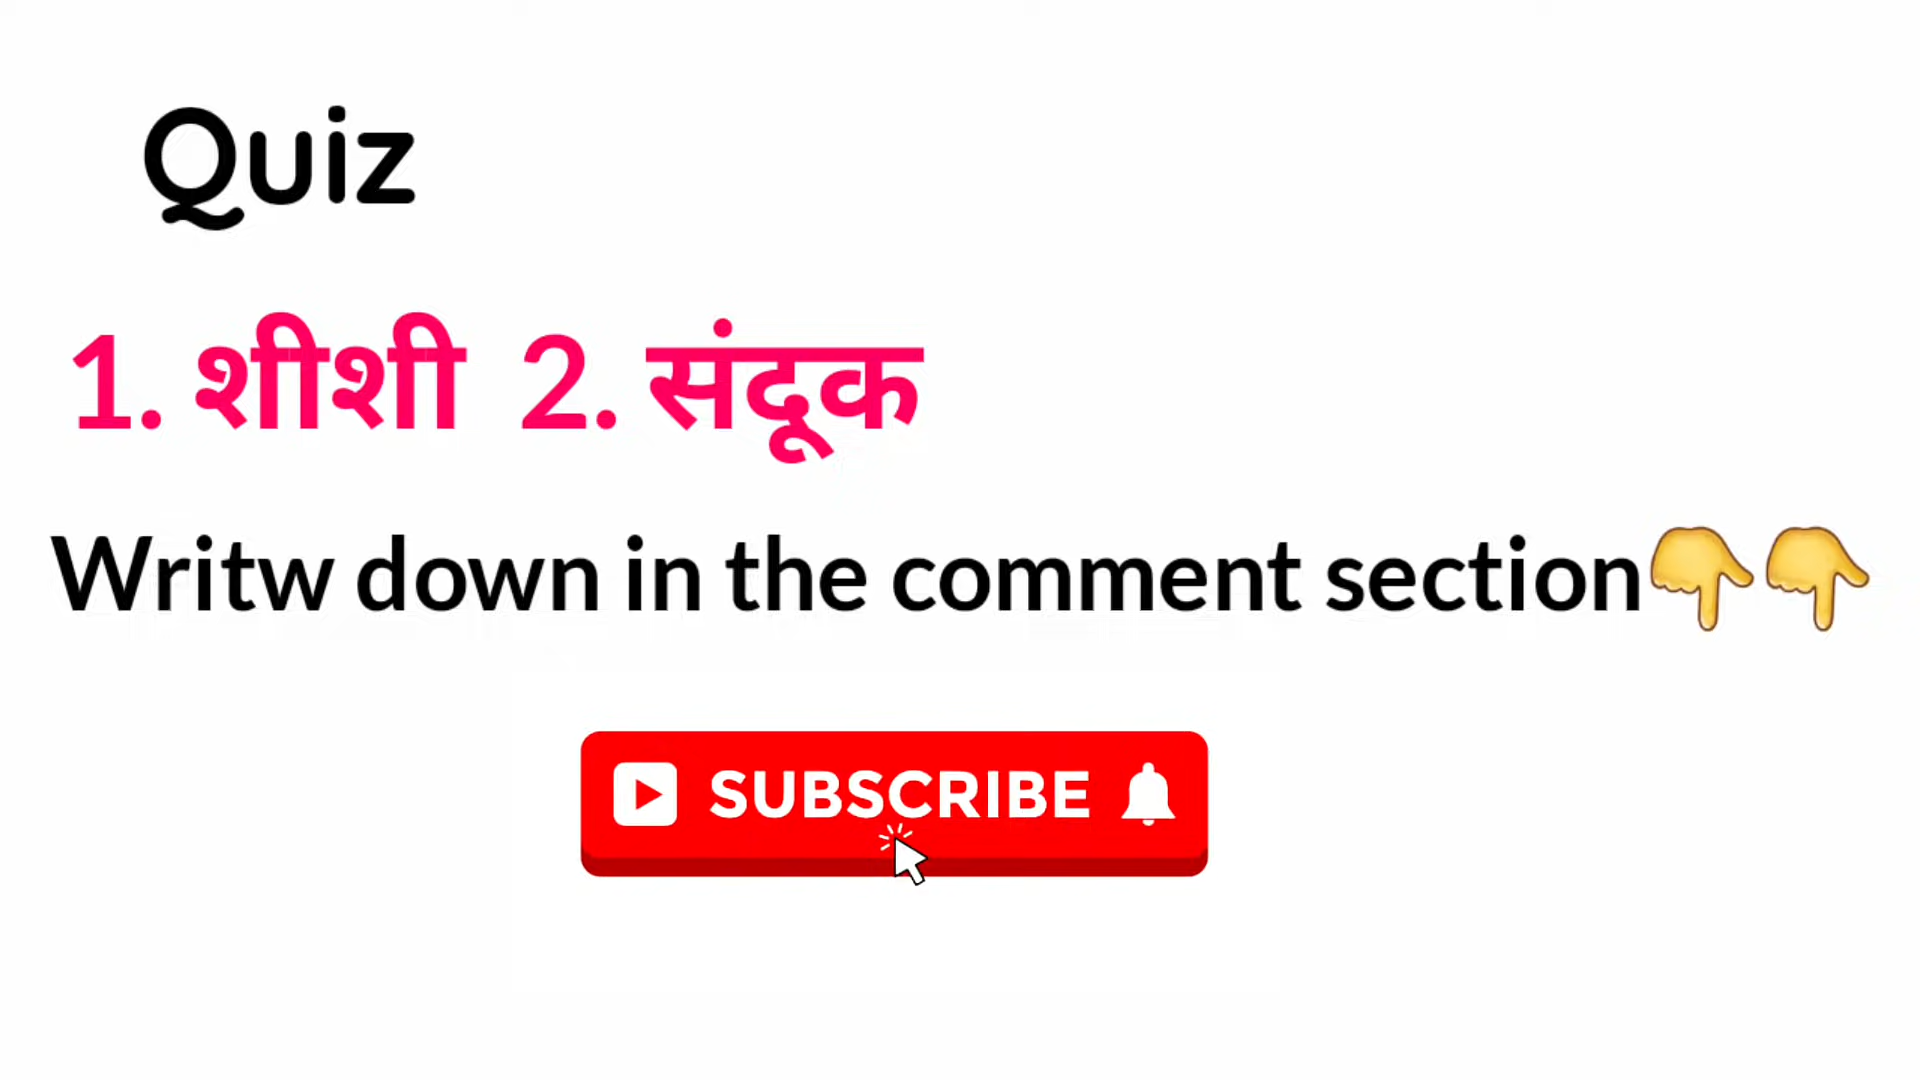 Quiz
1. शीशी 2. संदूक
Writw down in the comment section👇👇
SUBSCRIBE